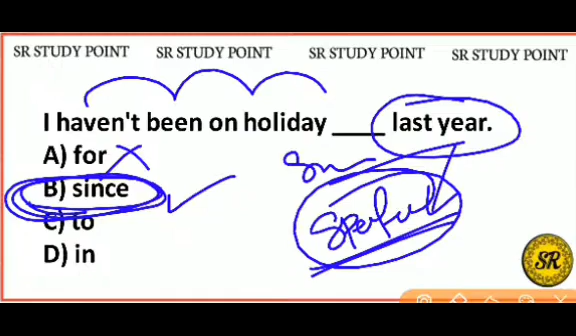 SR STUDY POINT SR STUDY POINT SR STUDY POINT SR STUDY POINT
I haven't been on holiday ____ last year.
A) for
B) since
C) to
D) in
SR